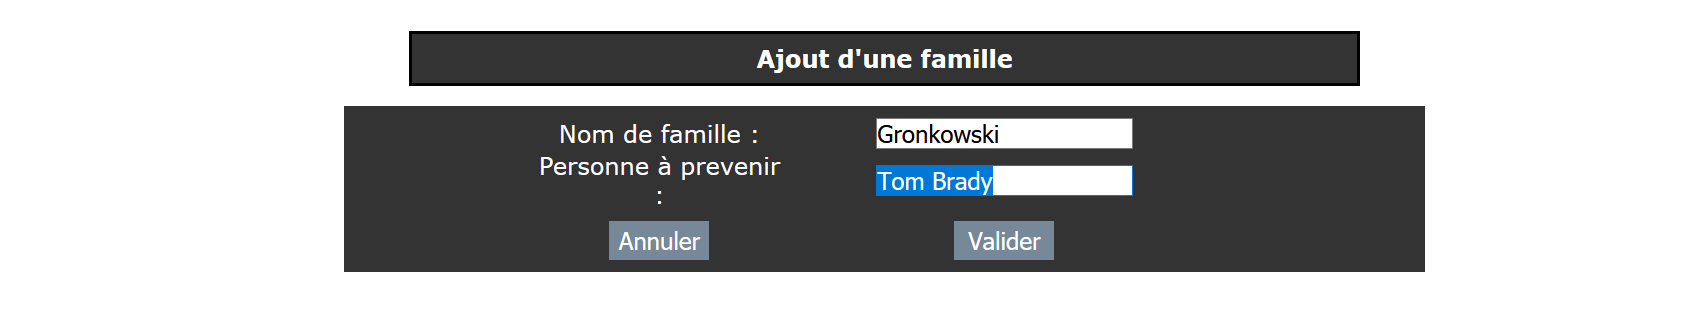 Ajout d'une famille
Nom de famille :
Gronkowski
Personne à prevenir
:
Tom Brady
Annuler
Valider